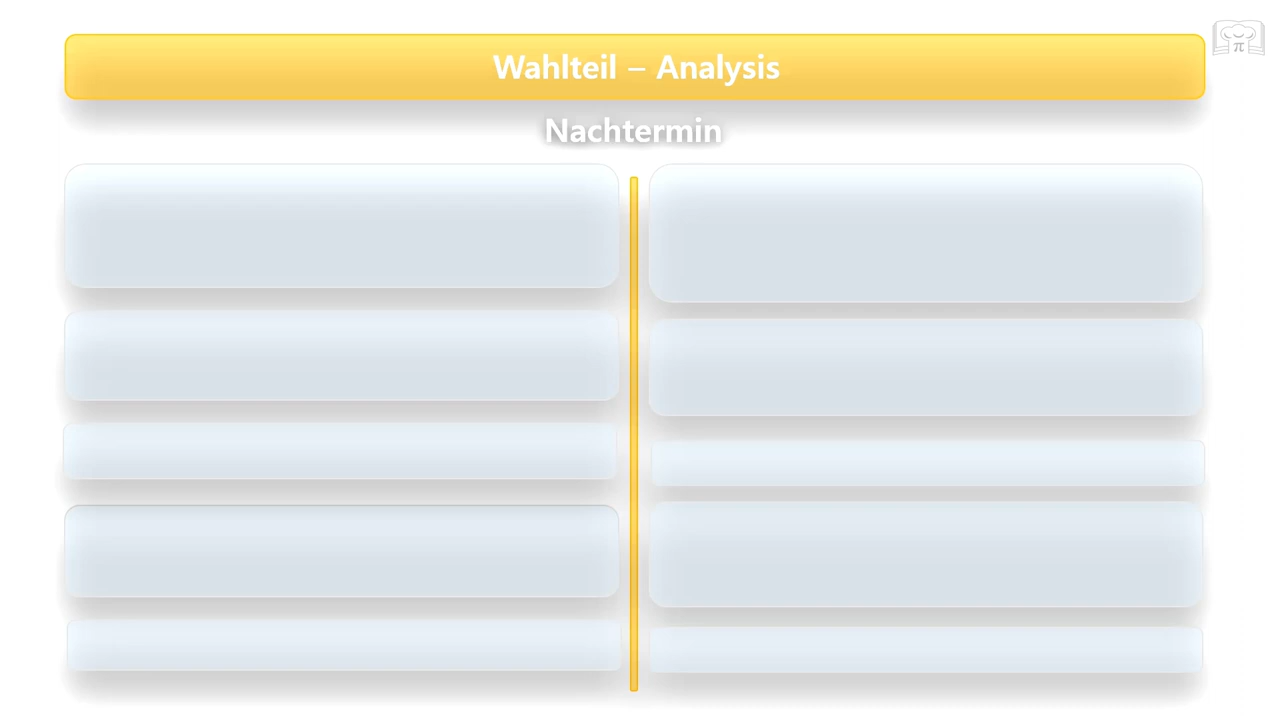 Wahlteil – Analysis
Nachtermin
π